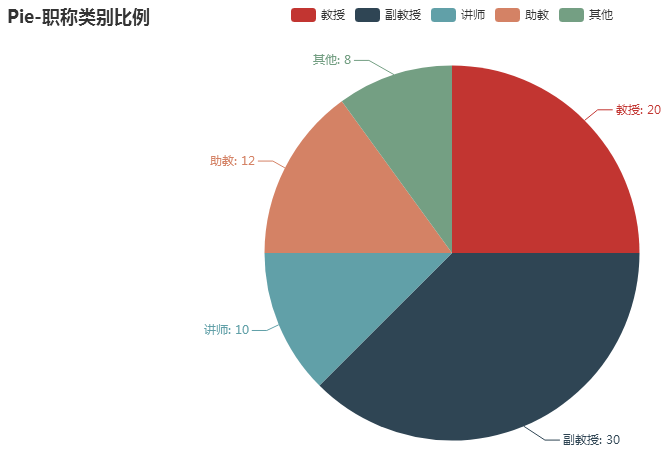 Pie-职称类别比例
教授 副教授 讲师 助教 其他
其他: 8
教授: 20
助教: 12
讲师: 10
副教授: 30